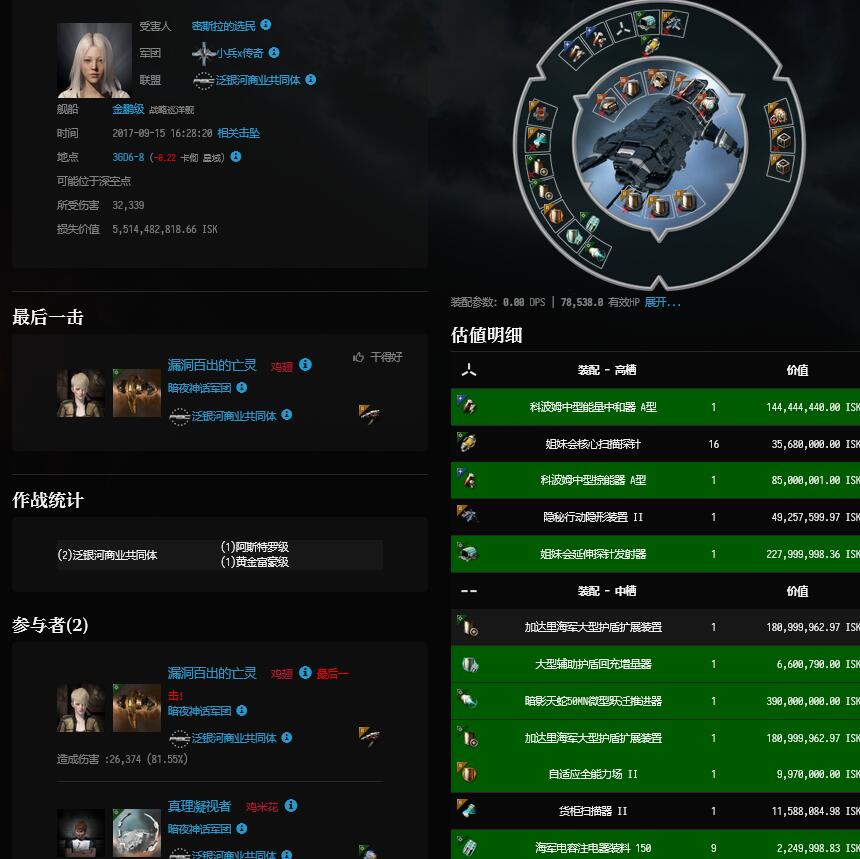 受害人 密斯拉的选民
军团 小兵x传奇
联盟 泛银河商业共同体
舰船 金鹏级 战略巡洋舰
时间 2017-09-15 16:28:20 相关击坠
地点 3GD6-8 (-0.22 卡彻 星域)
可能位于深空点
所受伤害 32,339
损失价值 5,514,482,818.66 ISK
最后一击
漏洞百出的亡灵 鸡翅
干得好
暗夜神话军团
泛银河商业共同体
作战统计
(2)泛银河商业共同体
(1)阿斯特罗级
(1)黄金富豪级
参与者(2)
漏洞百出的亡灵 鸡翅 最后一
击!
暗夜神话军团
泛银河商业共同体
造成伤害 :26,374 (81.55%)
真理凝视者 鸡米花
暗夜神话军团
泛银河商业共同体
装配参数: 0.00 DPS | 78,538.0 有效HP 展开...
估值明细
装配 - 高槽 价值
科波姆中型能量中和器 A型 1 144,444,440.00 ISK
姐妹会核心扫描探针 16 35,680,000.00 ISK
科波姆中型掠能器 A型 1 85,000,001.00 ISK
隐秘行动隐形装置 II 1 49,257,599.97 ISK
姐妹会延伸探针发射器 1 227,999,998.36 ISK
装配 - 中槽 价值
加达里海军大型护盾扩展装置 1 180,999,962.97 ISK
大型辅助护盾回充增量器 1 6,600,790.00 ISK
暗影天蛇50MN微型跃迁推进器 1 390,000,000.00 ISK
加达里海军大型护盾扩展装置 1 180,999,962.97 ISK
自适应全能力场 II 1 9,970,000.00 ISK
货柜扫描器 II 1 11,588,084.98 ISK
海军电容注电器装料 150 9 2,249,998.83 ISK